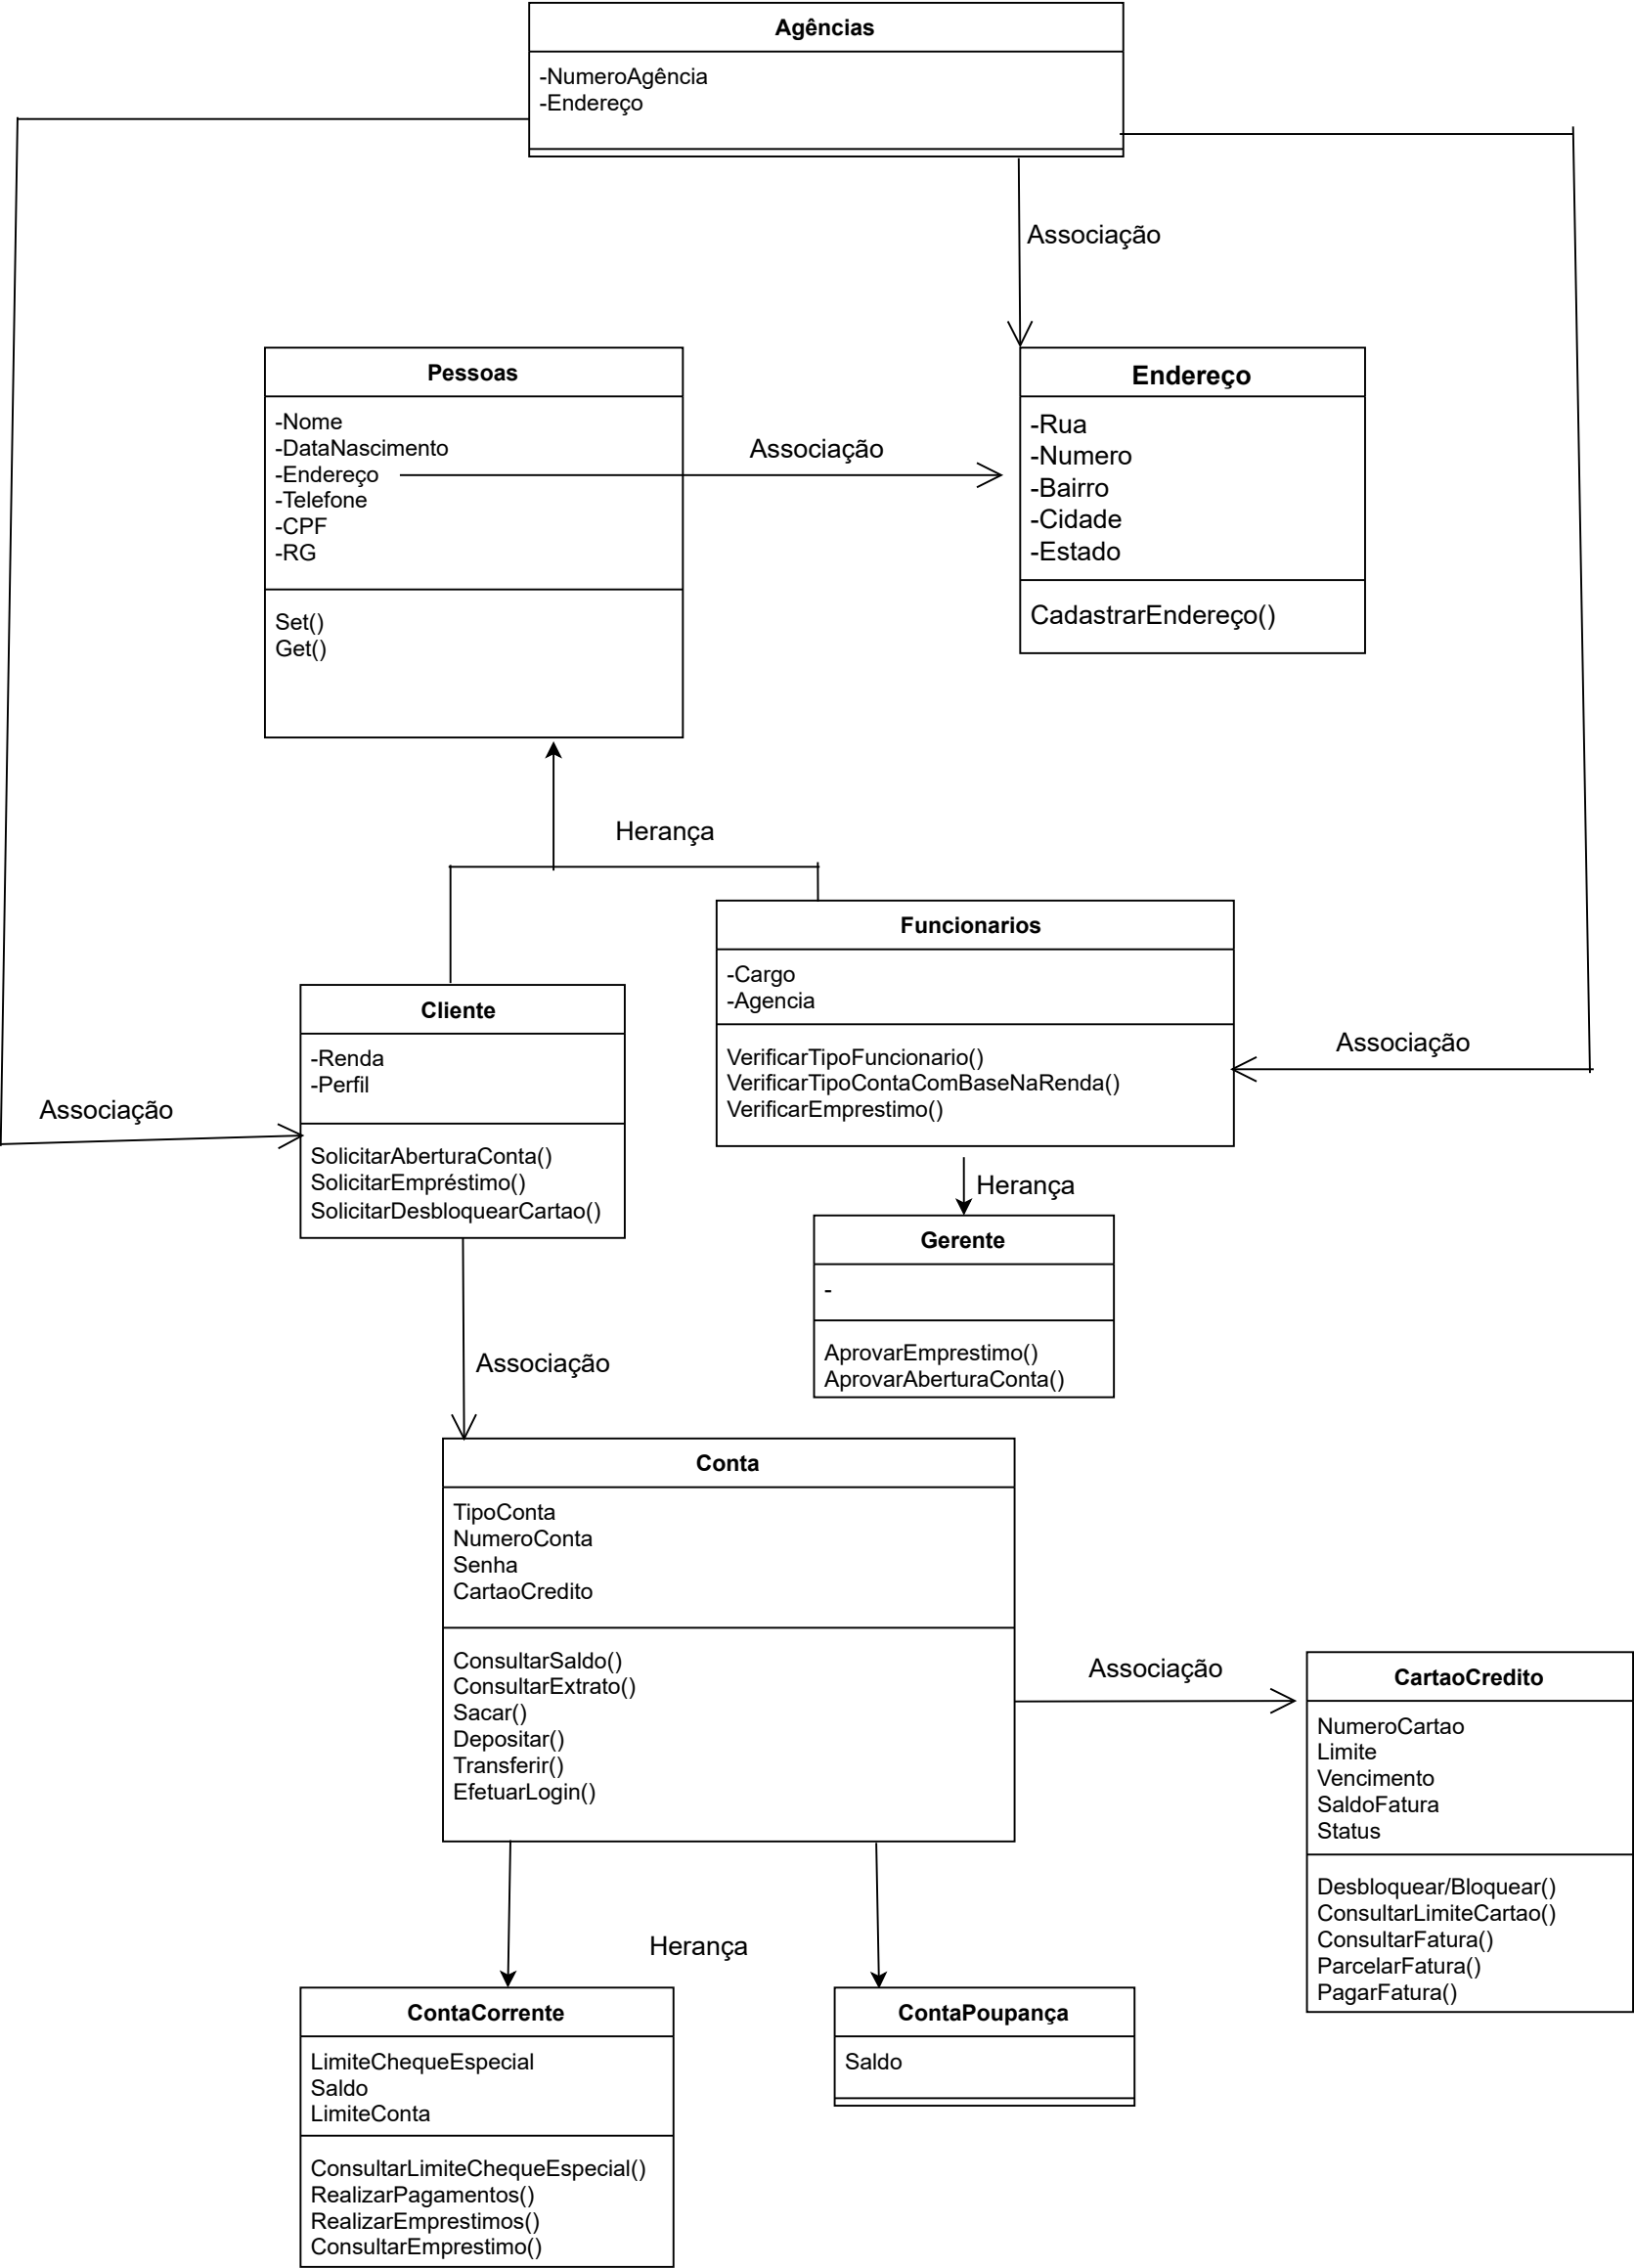 Agências
-NumeroAgência
-Endereço
Associação
Pessoas
-Nome
-DataNascimento
-Endereço
-Telefone
-CPF
-RG
Set()
Get()
Associação
Endereço
-Rua
-Numero
-Bairro
-Cidade
-Estado
CadastrarEndereço()
Herança
Funcionarios
-Cargo
-Agencia
VerificarTipoFuncionario()
VerificarTipoContaComBaseNaRenda()
VerificarEmprestimo()
Associação
Cliente
-Renda
-Perfil
SolicitarAberturaConta()
SolicitarEmpréstimo()
SolicitarDesbloquearCartao()
Associação
Herança
Gerente
-
AprovarEmprestimo()
AprovarAberturaConta()
Associação
Conta
TipoConta
NumeroConta
Senha
CartaoCredito
ConsultarSaldo()
ConsultarExtrato()
Sacar()
Depositar()
Transferir()
EfetuarLogin()
Associação
CartaoCredito
NumeroCartao
Limite
Vencimento
SaldoFatura
Status
Desbloquear/Bloquear()
ConsultarLimiteCartao()
ConsultarFatura()
ParcelarFatura()
PagarFatura()
Herança
ContaCorrente
LimiteChequeEspecial
Saldo
LimiteConta
ConsultarLimiteChequeEspecial()
RealizarPagamentos()
RealizarEmprestimos()
ConsultarEmprestimo()
ContaPoupança
Saldo